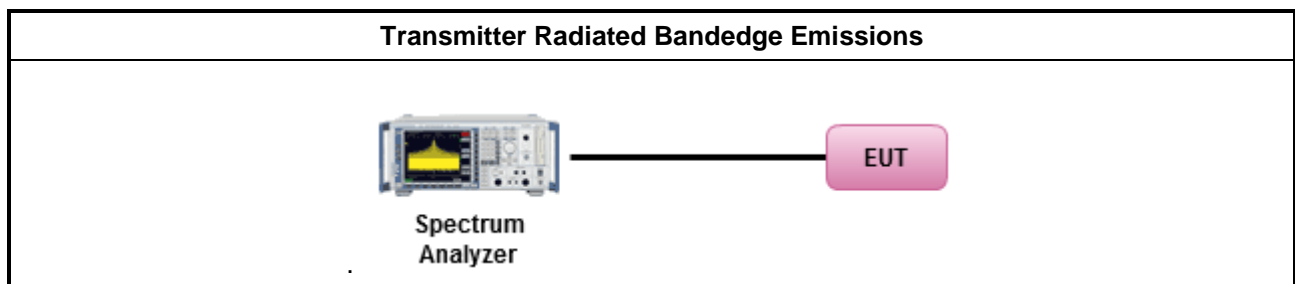 Transmitter Radiated Bandedge Emissions
EUT
Spectrum
Analyzer
.